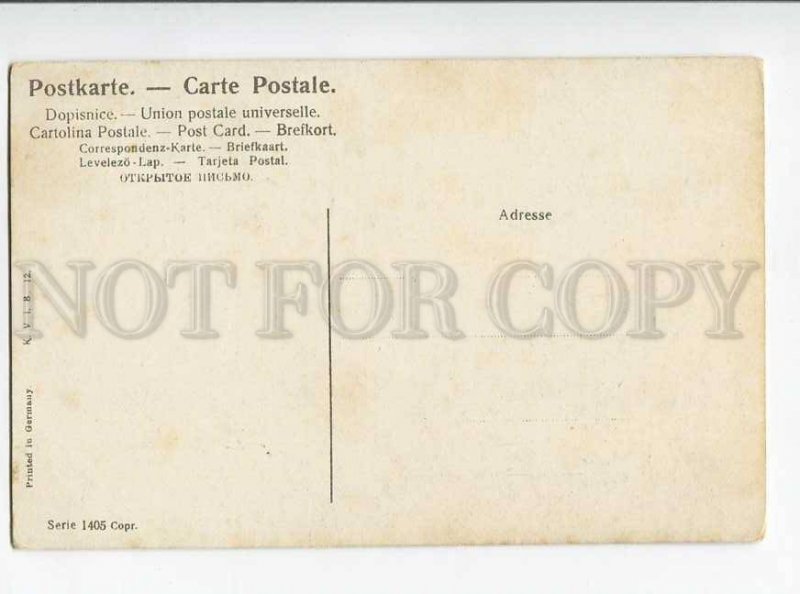 Postkarte. — Carte Postale.
Dopisnice. — Union postale universelle.
Cartolina Postale. — Post Card. — Brefkort.
Correspondenz-Karte. — Briefkaart.
Levelező-Lap. — Tarjeta Postal.
ОТКРЫТОЕ ПИСЬМО.
Adresse
NOT FOR COPY
Printed in Germany. K. V. i. B. 12.
Serie 1405 Copr.